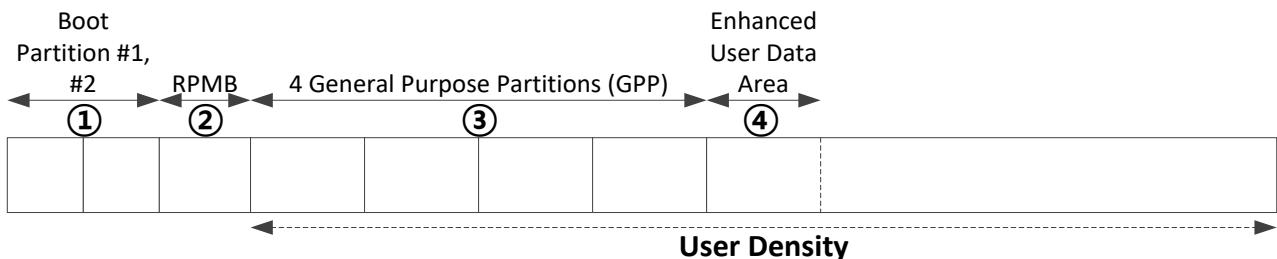 Boot
Partition #1,
#2
RPMB
4 General Purpose Partitions (GPP)
Enhanced
User Data
Area
①
②
③
④
User Density